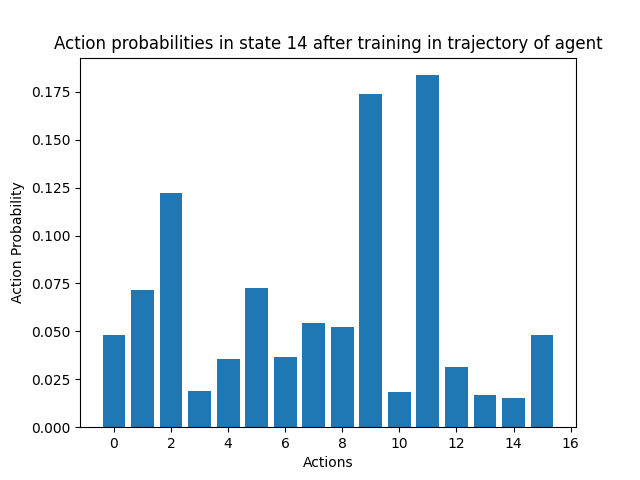 Action probabilities in state 14 after training in trajectory of agent
0.175
0.150
0.125
0.100
0.075
0.050
0.025
0.000
Action Probability
0 2 4 6 8 10 12 14 16
Actions